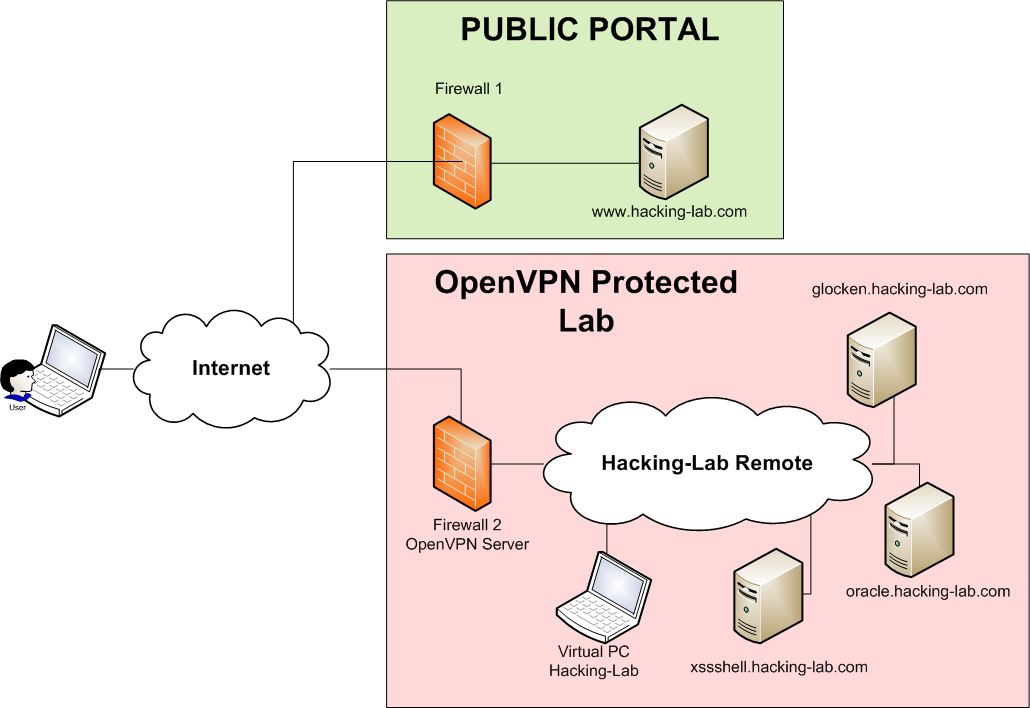 PUBLIC PORTAL
Firewall 1
www.hacking-lab.com
OpenVPN Protected
Lab
glocken.hacking-lab.com
Internet
User
Hacking-Lab Remote
Firewall 2
OpenVPN Server
oracle.hacking-lab.com
Virtual PC
Hacking-Lab
xssshell.hacking-lab.com